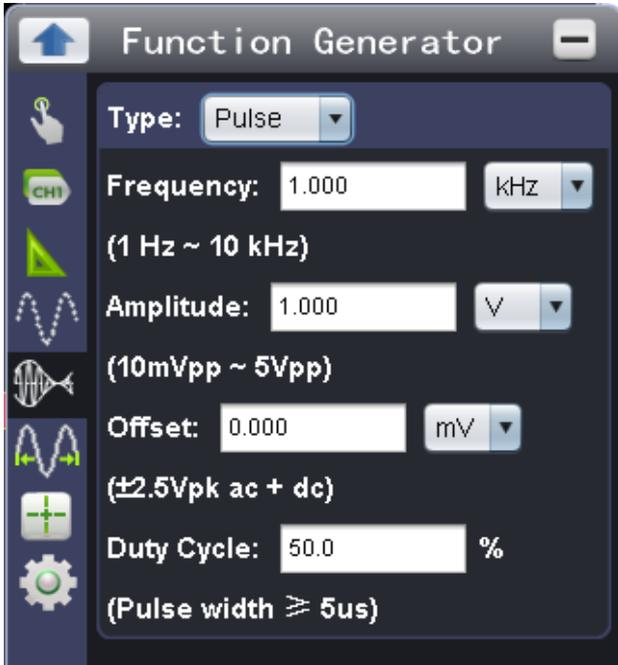 Function Generator
Type: Pulse
CH1
Frequency: 1.000 kHz
(1 Hz ~ 10 kHz)
Amplitude: 1.000 V
(10mVpp ~ 5Vpp)
Offset: 0.000 mV
(±2.5Vpk ac + dc)
Duty Cycle: 50.0 %
(Pulse width ⩾ 5us)